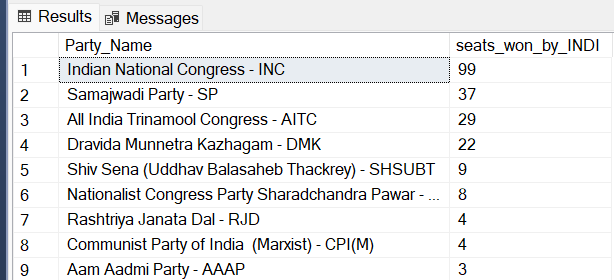 Results Messages
Party_Name seats_won_by_INDI
1 Indian National Congress - INC 99
2 Samajwadi Party - SP 37
3 All India Trinamool Congress - AITC 29
4 Dravida Munnetra Kazhagam - DMK 22
5 Shiv Sena (Uddhav Balasaheb Thackrey) - SHSUBT 9
6 Nationalist Congress Party Sharadchandra Pawar - ... 8
7 Rashtriya Janata Dal - RJD 4
8 Communist Party of India (Marxist) - CPI(M) 4
9 Aam Aadmi Party - AAAP 3